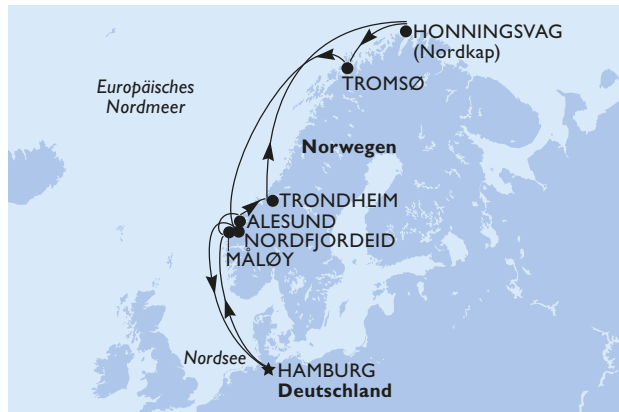 HONNINGSVAG
(Nordkap)
TROMSØ
Europäisches
Nordmeer
Norwegen
TRONDHEIM
ALESUND
NORDFJORDEID
MÅLØY
Nordsee
HAMBURG
Deutschland